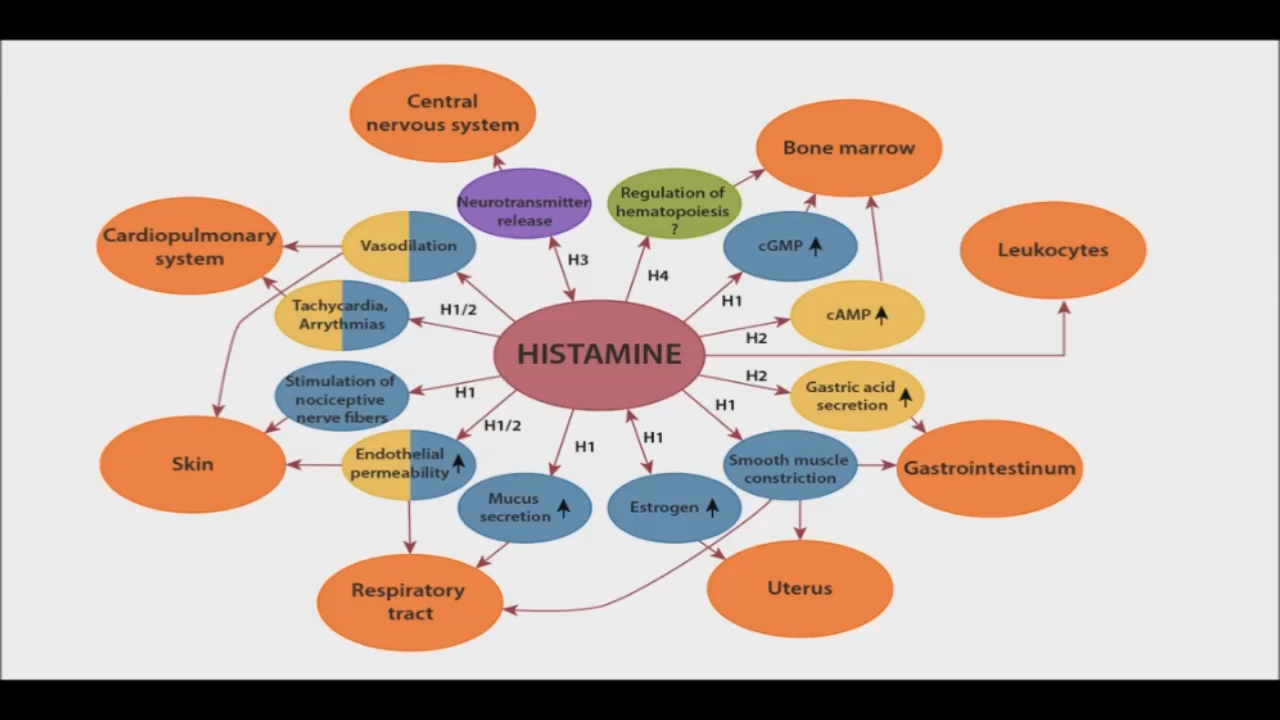 Central
nervous system
Bone marrow
Neurotransmitter
release
Regulation of
hematopoiesis
?
Cardiopulmonary
system
Vasodilation
cGMP
Leukocytes
H3
H4
H1
Tachycardia,
Arrythmias
H1/2
cAMP
H2
HISTAMINE
Stimulation of
nociceptive
nerve fibers
H1
H2
Gastric acid
secretion
H1/2
H1
H1
H1
Skin
Endothelial
permeability
Smooth muscle
constriction
Gastrointestinum
Mucus
secretion
Estrogen
Respiratory
tract
Uterus